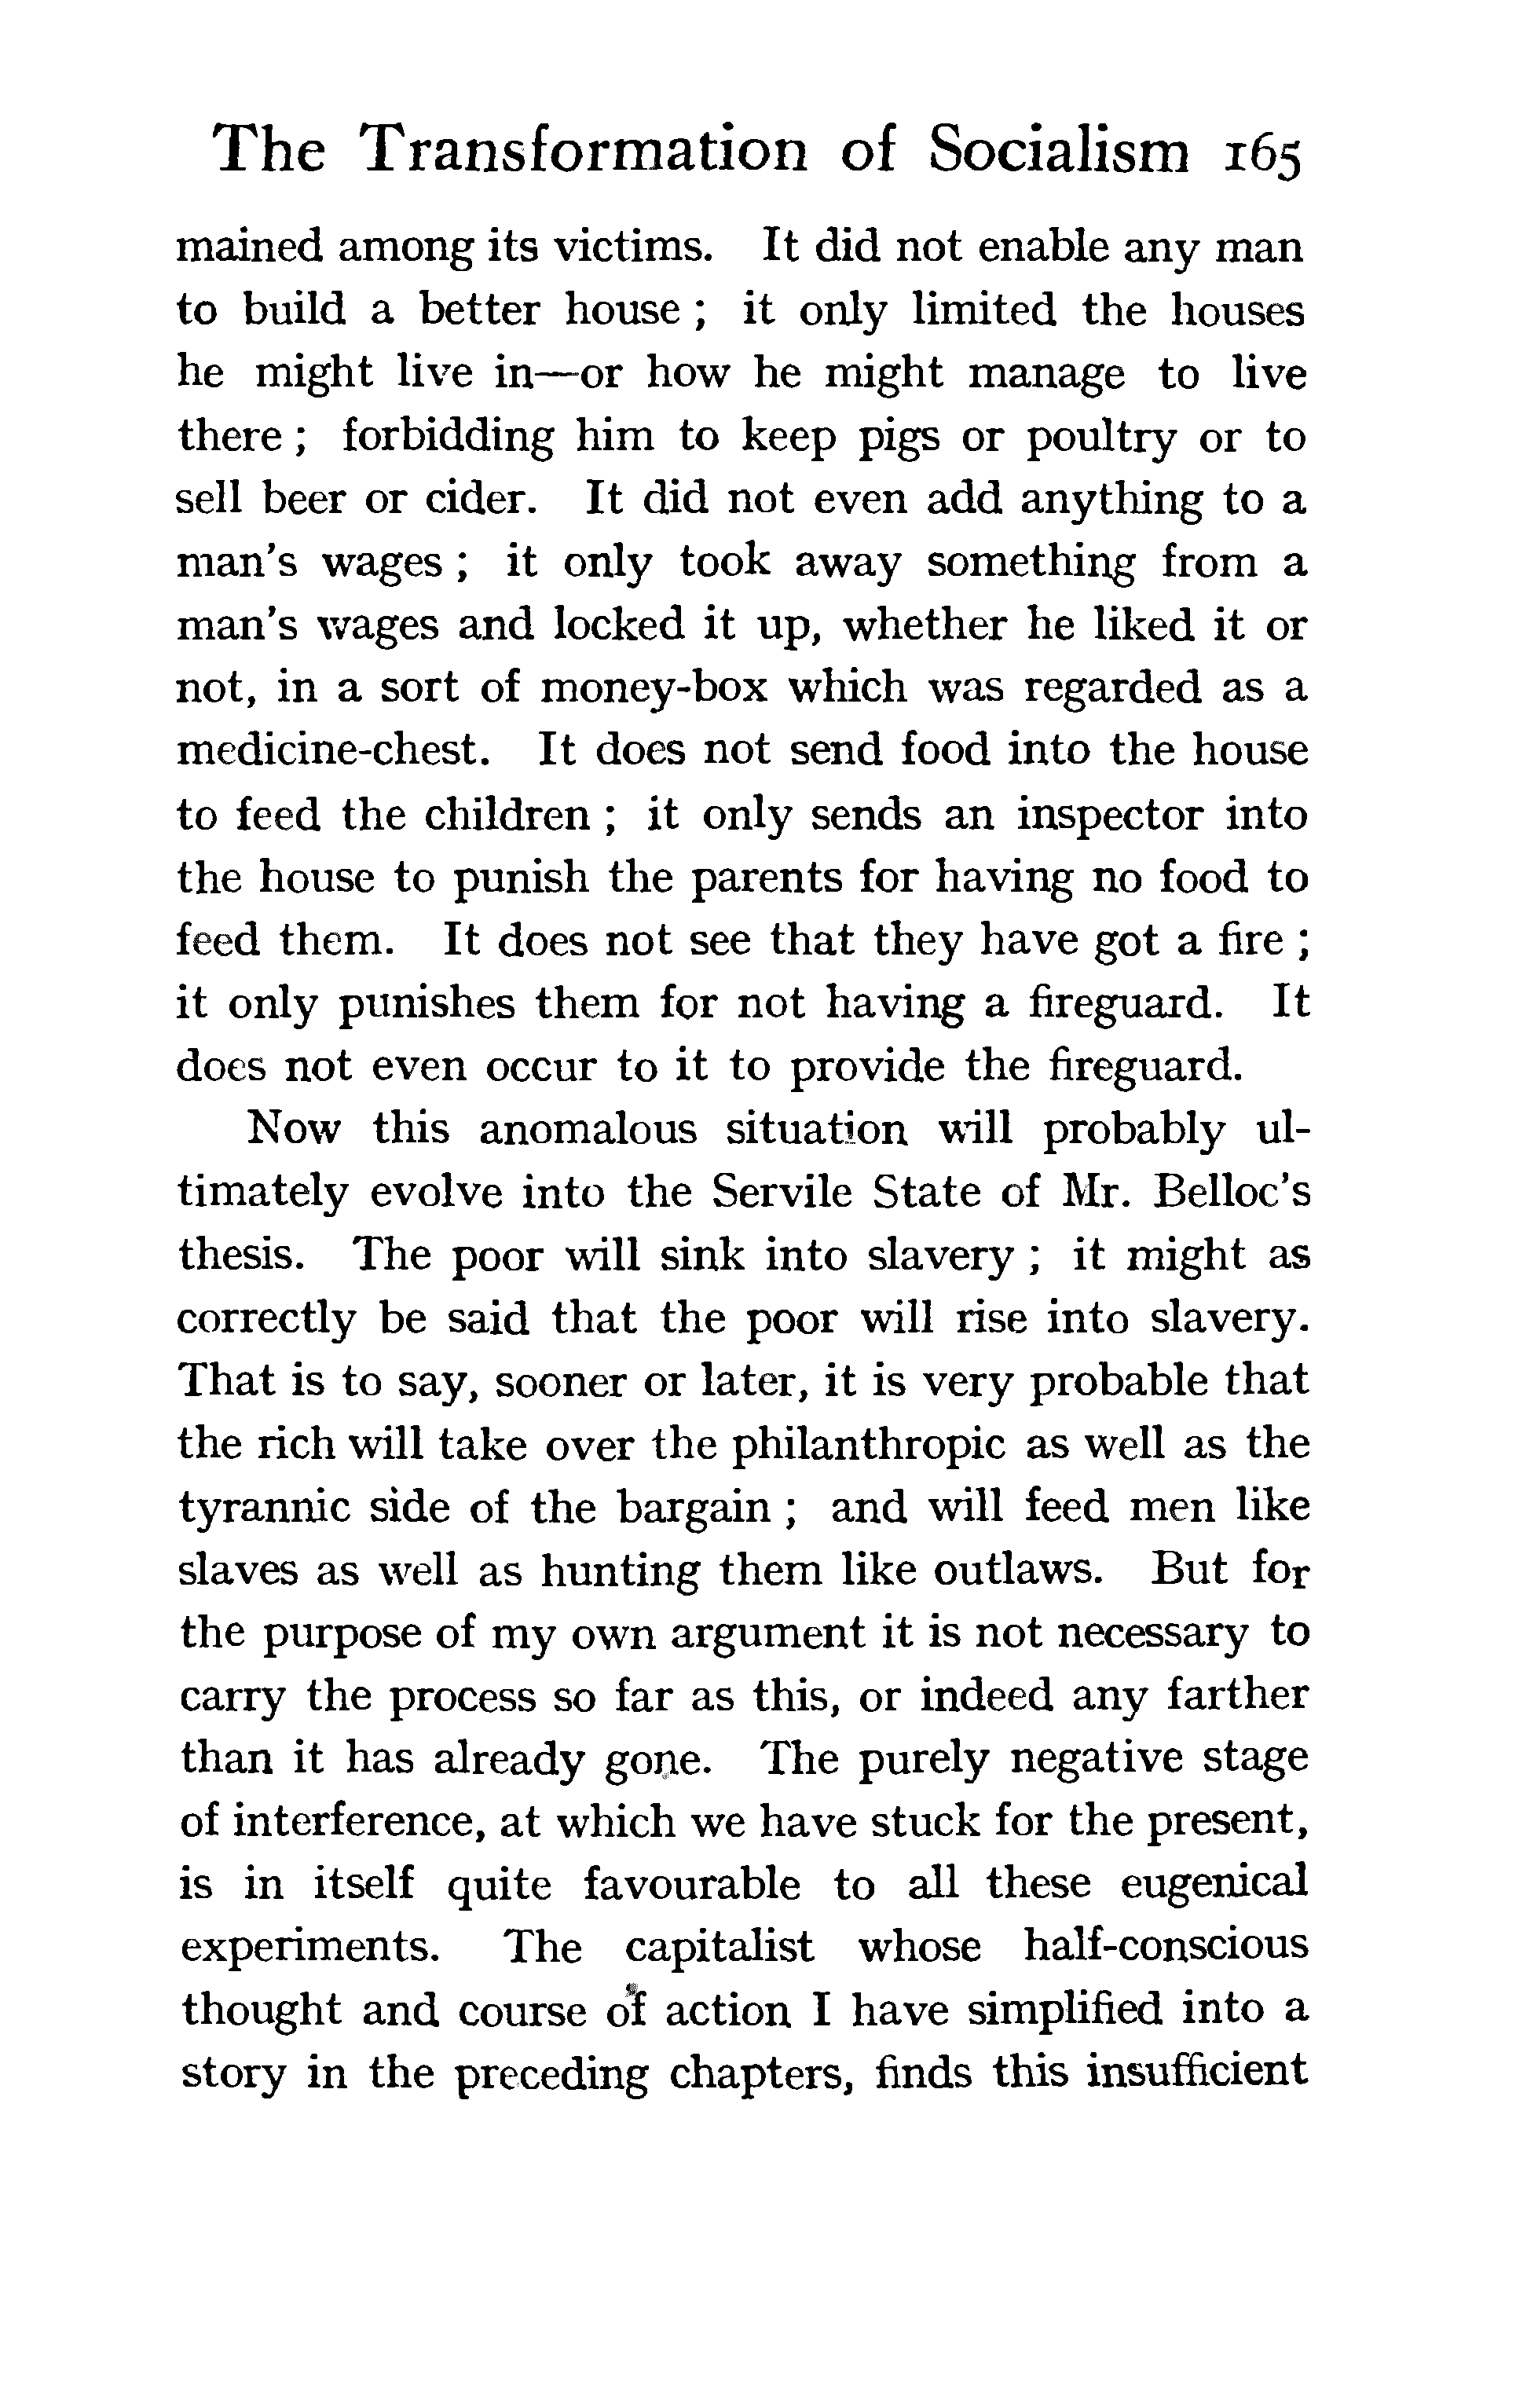 The Transformation of Socialism 165
mained among its victims. It did not enable any man
to build a better house ; it only limited the houses
he might live in—or how he might manage to live
there ; forbidding him to keep pigs or poultry or to
sell beer or cider. It did not even add anything to a
man's wages ; it only took away something from a
man's wages and locked it up, whether he liked it or
not, in a sort of money-box which was regarded as a
medicine-chest. It does not send food into the house
to feed the children ; it only sends an inspector into
the house to punish the parents for having no food to
feed them. It does not see that they have got a fire ;
it only punishes them for not having a fireguard. It
does not even occur to it to provide the fireguard.
Now this anomalous situation will probably ul-
timately evolve into the Servile State of Mr. Belloc's
thesis. The poor will sink into slavery ; it might as
correctly be said that the poor will rise into slavery.
That is to say, sooner or later, it is very probable that
the rich will take over the philanthropic as well as the
tyrannic side of the bargain ; and will feed men like
slaves as well as hunting them like outlaws. But for
the purpose of my own argument it is not necessary to
carry the process so far as this, or indeed any farther
than it has already gone. The purely negative stage
of interference, at which we have stuck for the present,
is in itself quite favourable to all these eugenical
experiments. The capitalist whose half-conscious
thought and course of action I have simplified into a
story in the preceding chapters, finds this insufficient